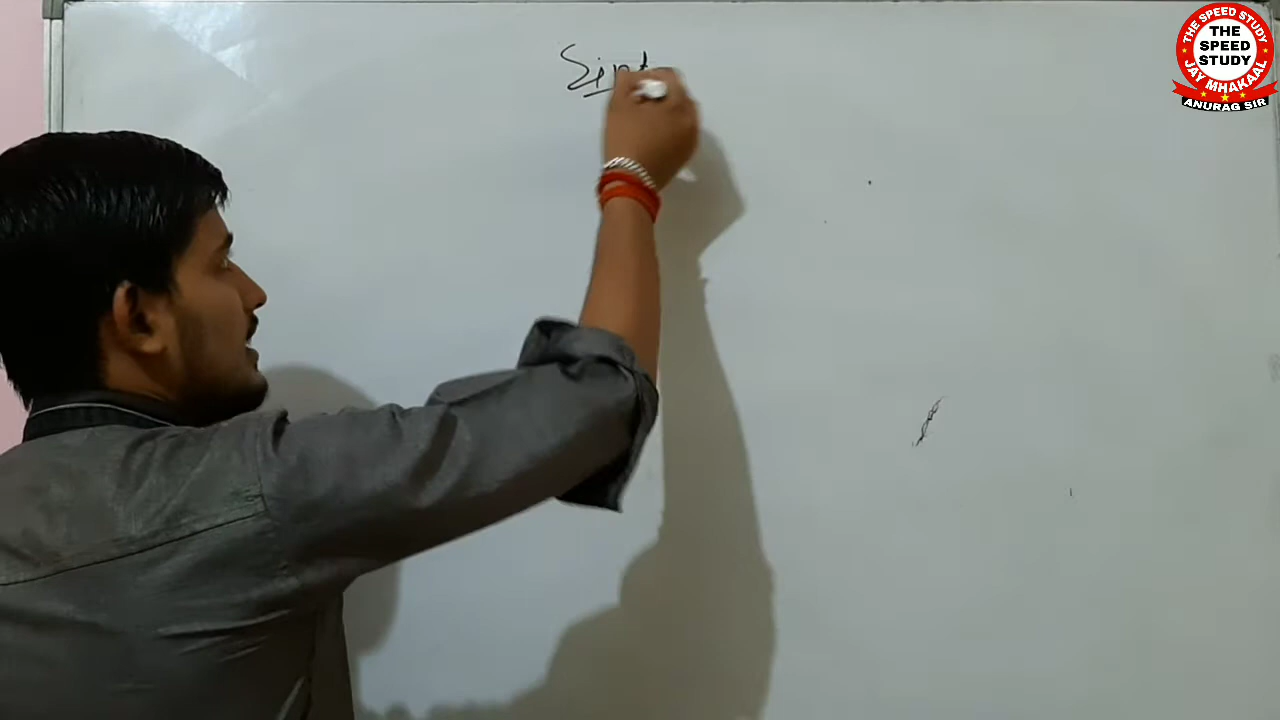 THE SPEED STUDY
THE
SPEED
STUDY
JAY MHAKAAL
ANURAG SIR